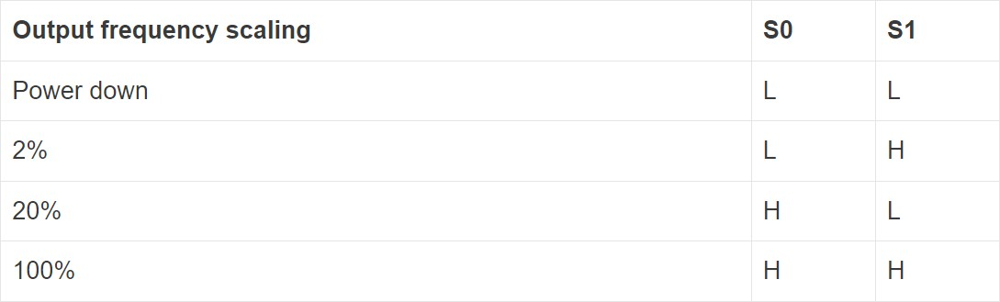 Output frequency scaling S0 S1
Power down L L
2% L H
20% H L
100% H H